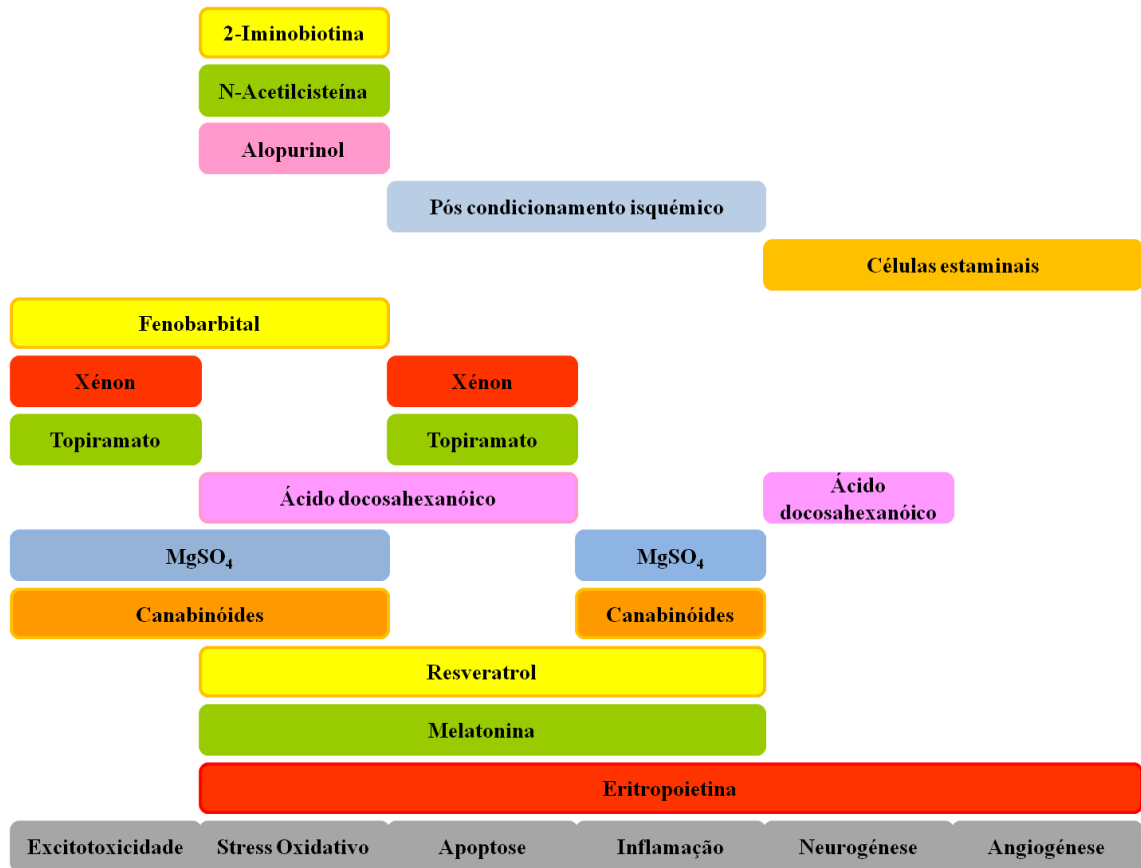 2-Iminobiotina
N-Acetilcisteína
Alopurinol
Pós condicionamento isquémico
Células estaminais
Fenobarbital
Xénon
Xénon
Topiramato
Topiramato
Ácido docosahexanóico
Ácido
docosahexanóico
MgSO₄
MgSO₄
Canabinóides
Canabinóides
Resveratrol
Melatonina
Eritropoietina
Excitotoxicidade
Stress Oxidativo
Apoptose
Inflamação
Neurogénese
Angiogénese